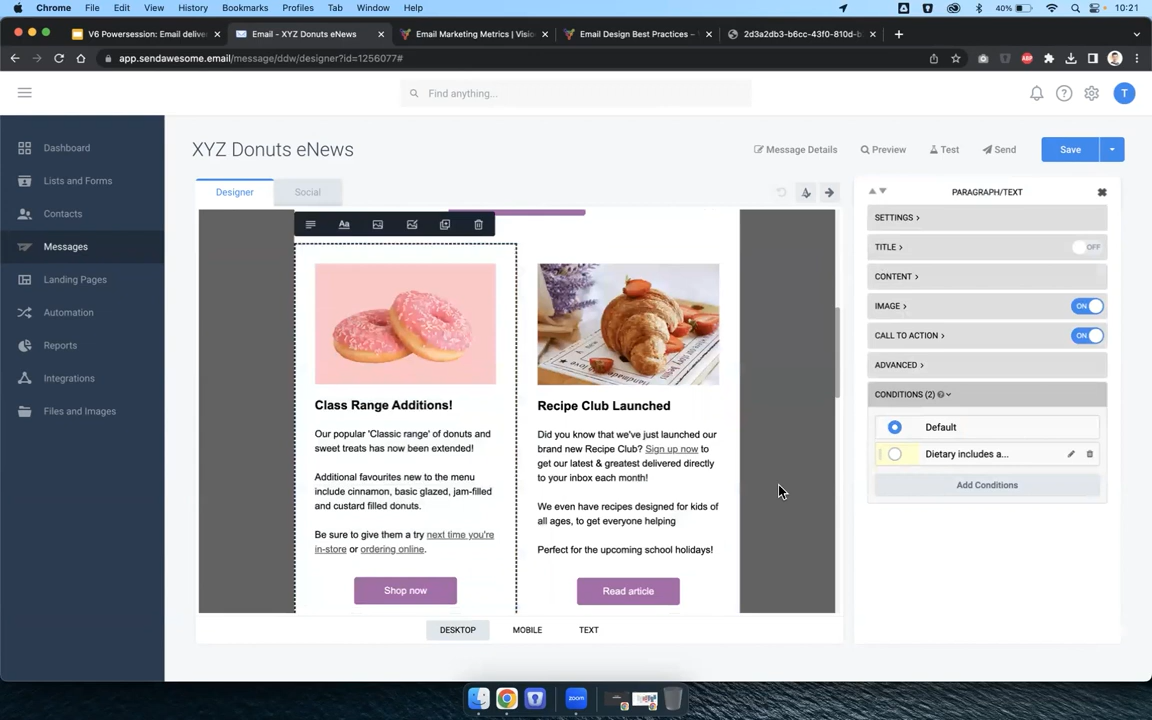 Chrome File Edit View History Bookmarks Profiles Tab Window Help 40% 10:21
V6 Powersession: Email deliver Email - XYZ Donuts eNews Email Marketing Metrics | Visio Email Design Best Practices – 2d3a2db3-b6cc-43f0-810d-b
app.sendawesome.email/message/ddw/designer?id=1256077#
Find anything...
T
Dashboard
Lists and Forms
Contacts
Messages
Landing Pages
Automation
Reports
Integrations
Files and Images
XYZ Donuts eNews
Message Details Preview Test Send Save
Designer Social
Aa
Class Range Additions!
Our popular 'Classic range' of donuts and
sweet treats has now been extended!
Additional favourites new to the menu
include cinnamon, basic glazed, jam-filled
and custard filled donuts.
Be sure to give them a try next time you're
in-store or ordering online.
Shop now
Recipe Club Launched
Did you know that we've just launched our
brand new Recipe Club? Sign up now to
get our latest & greatest delivered directly
to your inbox each month!
We even have recipes designed for kids of
all ages, to get everyone helping
Perfect for the upcoming school holidays!
Read article
DESKTOP MOBILE TEXT
PARAGRAPH/TEXT
SETTINGS
TITLE OFF
CONTENT
IMAGE ON
CALL TO ACTION ON
ADVANCED
CONDITIONS (2)
Default
Dietary includes a...
Add Conditions
zoom